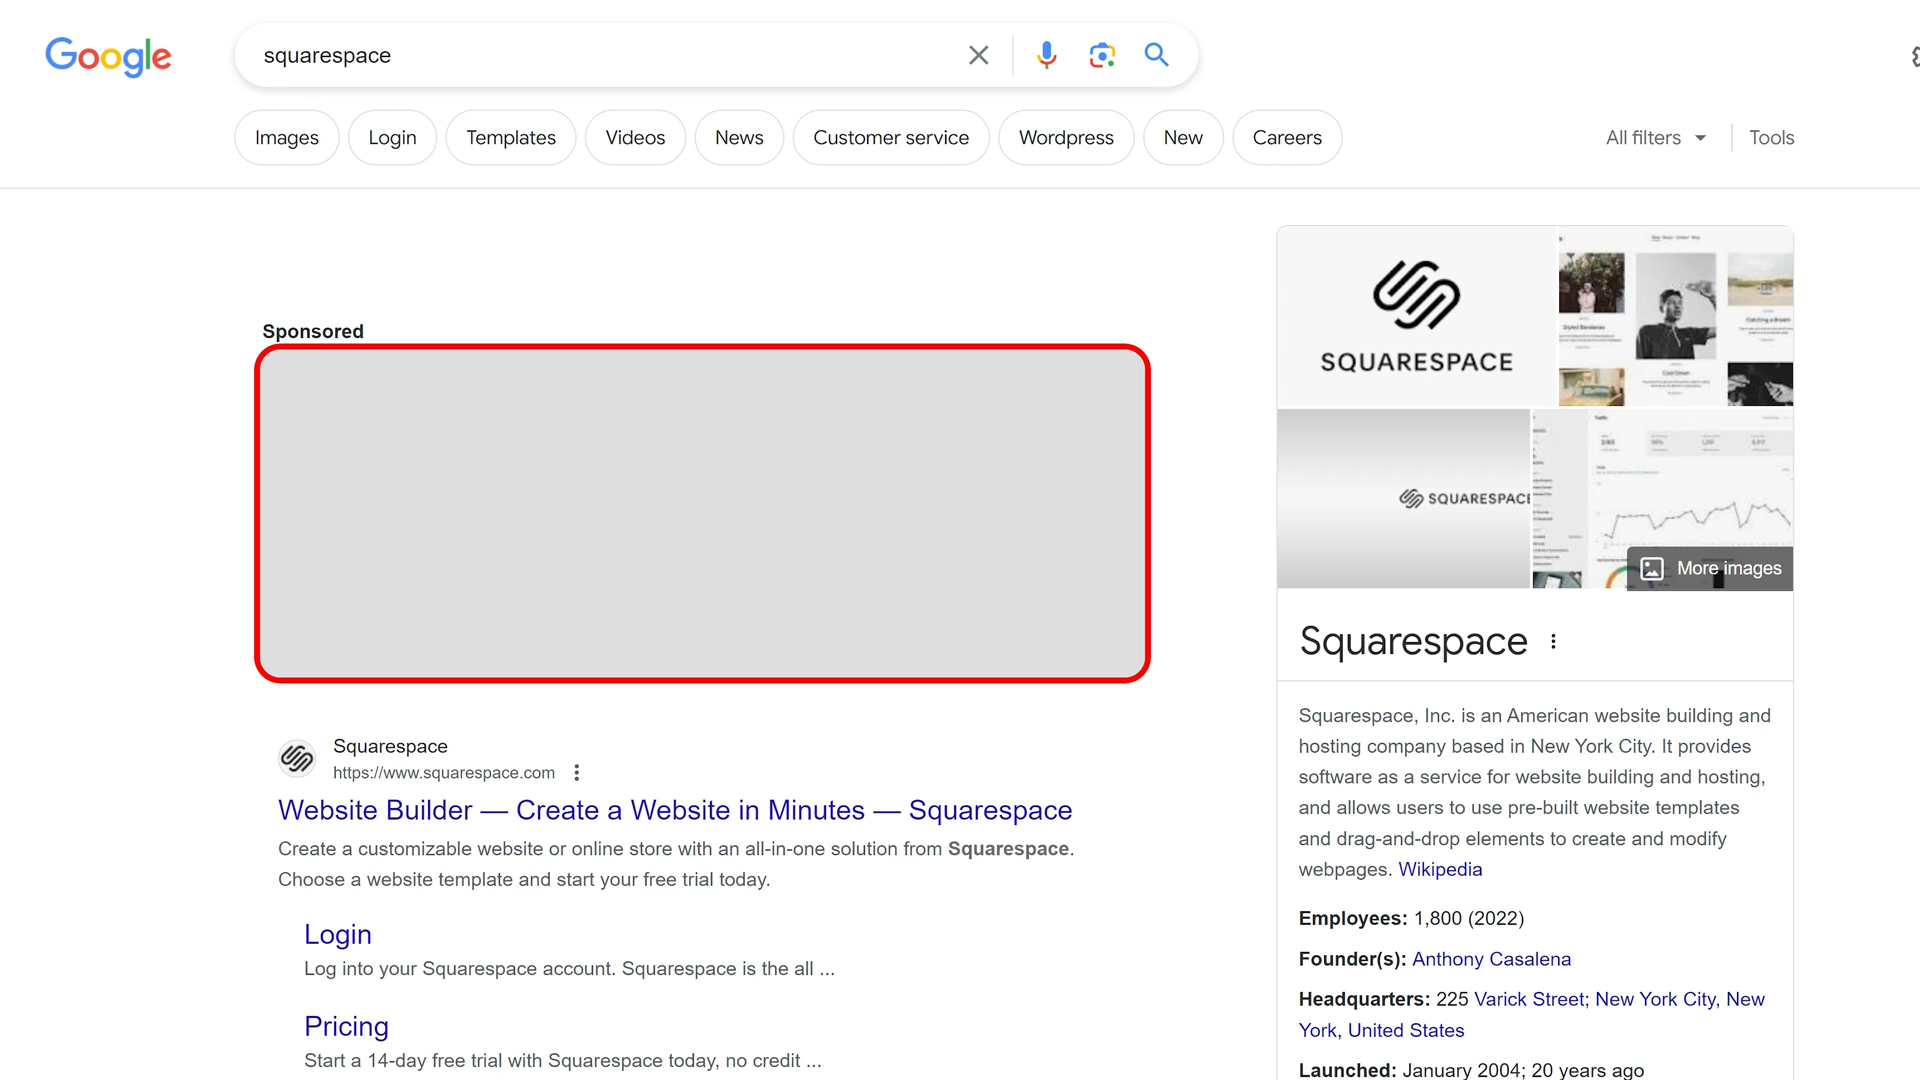 Google
squarespace
Images
Login
Templates
Videos
News
Customer service
Wordpress
New
Careers
All filters
Tools
Sponsored
Squarespace
https://www.squarespace.com
Website Builder — Create a Website in Minutes — Squarespace
Create a customizable website or online store with an all-in-one solution from Squarespace.
Choose a website template and start your free trial today.
Login
Log into your Squarespace account. Squarespace is the all ...
Pricing
Start a 14-day free trial with Squarespace today, no credit ...
SQUARESPACE
SQUARESPACE
More images
Squarespace
Squarespace, Inc. is an American website building and
hosting company based in New York City. It provides
software as a service for website building and hosting,
and allows users to use pre-built website templates
and drag-and-drop elements to create and modify
webpages. Wikipedia
Employees: 1,800 (2022)
Founder(s): Anthony Casalena
Headquarters: 225 Varick Street; New York City, New
York, United States
Launched: January 2004; 20 years ago